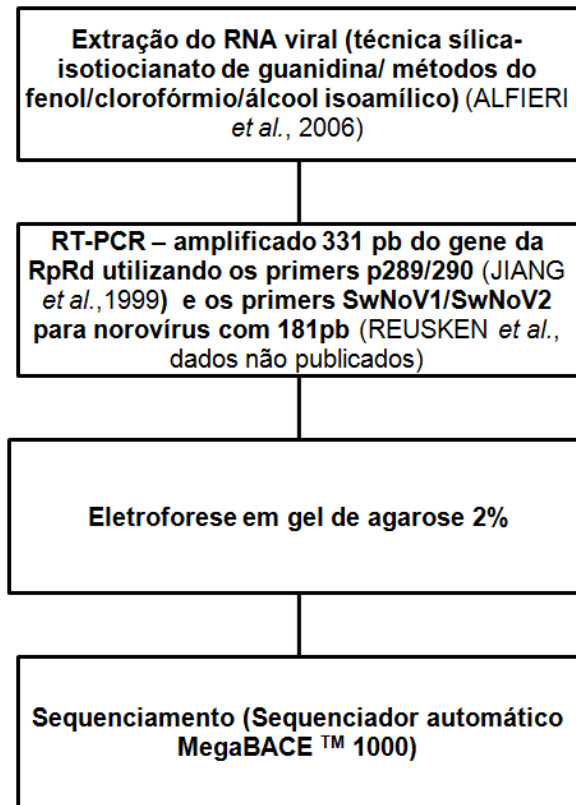 Extração do RNA viral (técnica sílica-
isotiocianato de guanidina/ métodos do
fenol/clorofórmio/álcool isoamílico) (ALFIERI
et al., 2006)
RT-PCR – amplificado 331 pb do gene da
RpRd utilizando os primers p289/290 (JIANG
et al.,1999) e os primers SwNoV1/SwNoV2
para norovírus com 181pb (REUSKEN et al.,
dados não publicados)
Eletroforese em gel de agarose 2%
Sequenciamento (Sequenciador automático
MegaBACE ™ 1000)